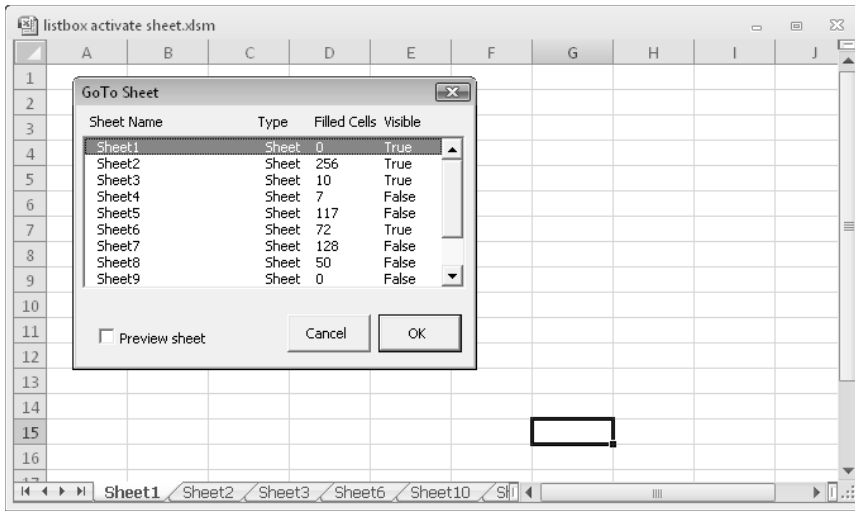 listbox activate sheet.xlsm
A B C D E F G H I J
1
2
3
4
5
6
7
8
9
10
11
12
13
14
15
16
GoTo Sheet
Sheet Name Type Filled Cells Visible
Sheet1 Sheet 0 True
Sheet2 Sheet 256 True
Sheet3 Sheet 10 True
Sheet4 Sheet 7 False
Sheet5 Sheet 117 False
Sheet6 Sheet 72 True
Sheet7 Sheet 128 False
Sheet8 Sheet 50 False
Sheet9 Sheet 0 False
Preview sheet Cancel OK
Sheet1 Sheet2 Sheet3 Sheet6 Sheet10